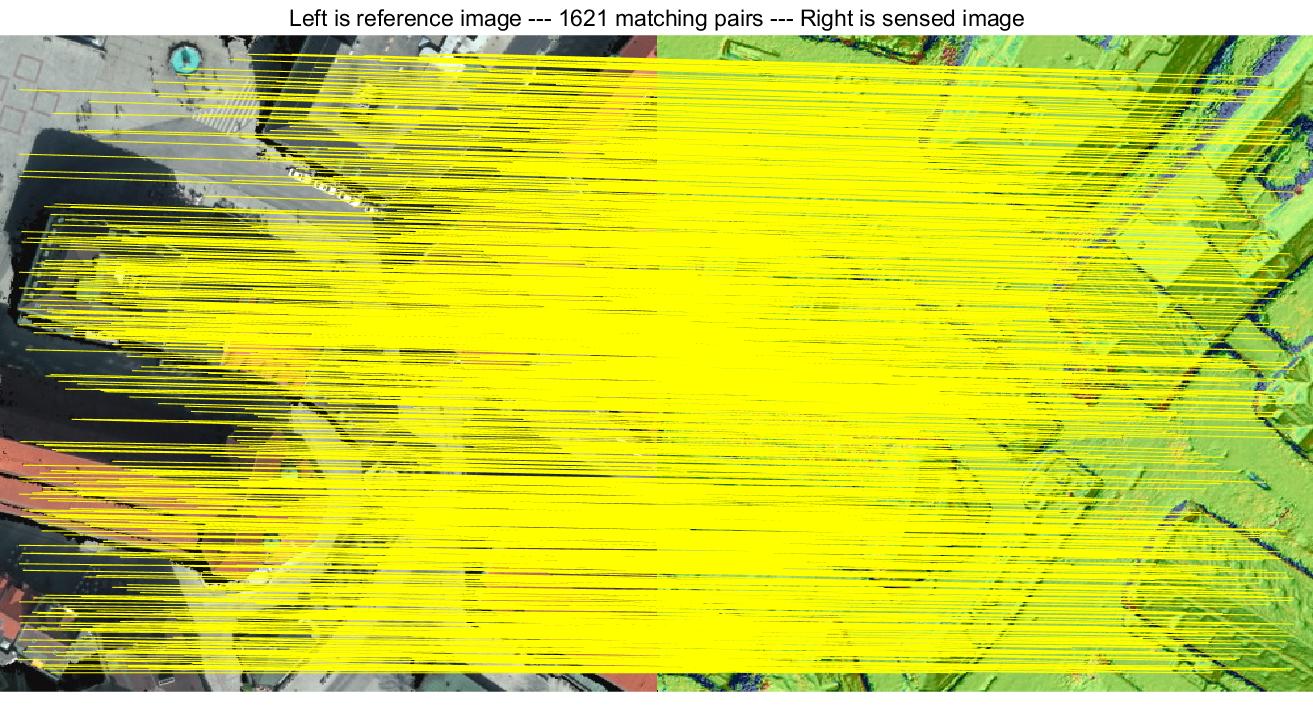 Left is reference image --- 1621 matching pairs --- Right is sensed image